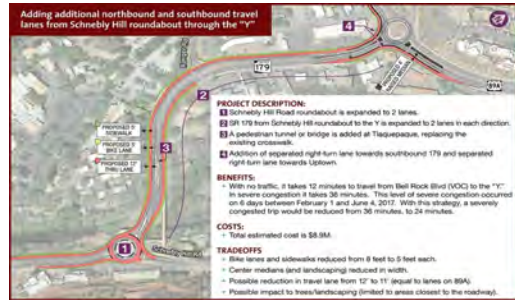 Adding additional northbound and southbound travel
lanes from Schnebly Hill roundabout through the "Y"
4
179
89A
2
PROPOSED 5'
SIDEWALK
PROPOSED 5'
BIKE LANE
PROPOSED 12'
THRU LANE
3
1
Schnebly Hill Rd
PROJECT DESCRIPTION:
1 Schnebly Hill Road roundabout is expanded to 2 lanes.
2 SR 179 from Schnebly Hill roundabout to the Y is expanded to 2 lanes in each direction.
3 A pedestrian tunnel or bridge is added at Tlaquepaque, replacing the
existing crosswalk.
4 Addition of separated right-turn lane towards southbound 179 and separated
right-turn lane towards Uptown.
BENEFITS:
• With no traffic, it takes 12 minutes to travel from Bell Rock Blvd (VOC) to the "Y."
In severe congestion it takes 36 minutes. This level of severe congestion occurred
on 6 days between February 1 and June 4, 2017. With this strategy, a severely
congested trip would be reduced from 36 minutes, to 24 minutes.
COSTS:
• Total estimated cost is $8.9M.
TRADEOFFS
• Bike lanes and sidewalks reduced from 8 feet to 5 feet each.
• Center medians (and landscaping) reduced in width.
• Possible reduction in travel lane from 12' to 11' (equal to lanes on 89A).
• Possible impact to trees/landscaping (limited to areas closest to the roadway).